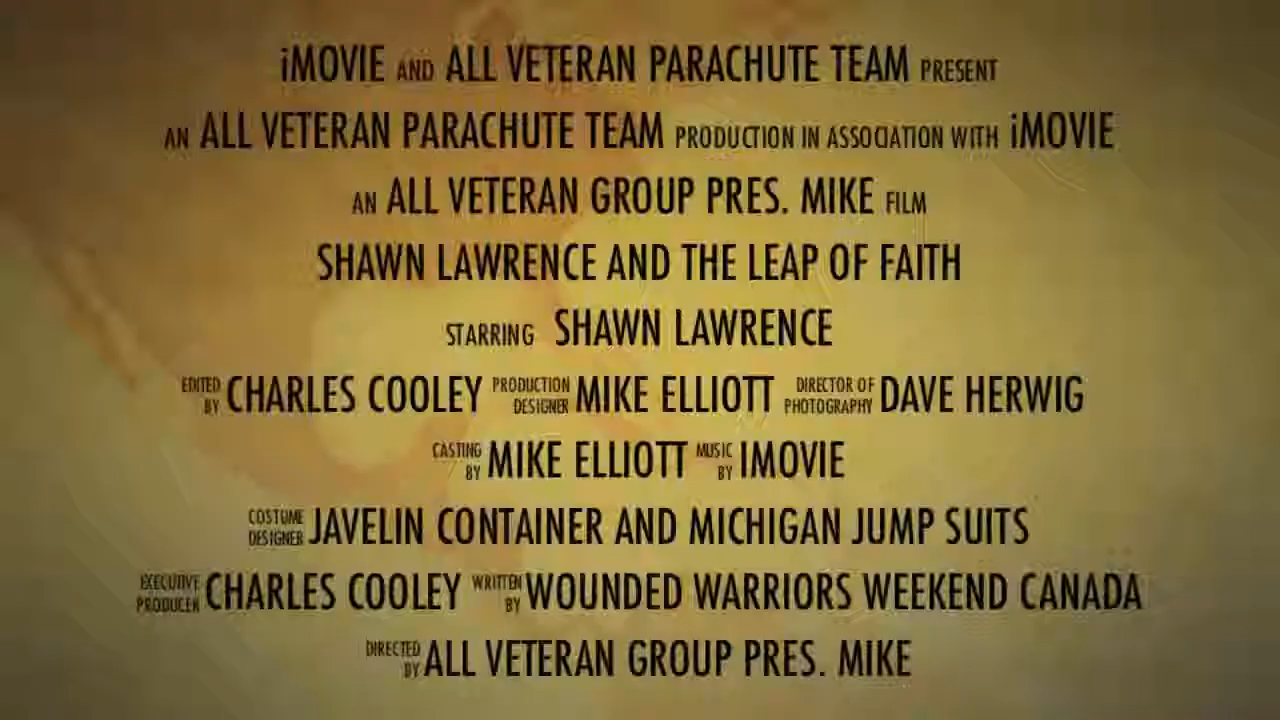 iMOVIE AND ALL VETERAN PARACHUTE TEAM PRESENT
AN ALL VETERAN PARACHUTE TEAM PRODUCTION IN ASSOCIATION WITH iMOVIE
AN ALL VETERAN GROUP PRES. MIKE FILM
SHAWN LAWRENCE AND THE LEAP OF FAITH
STARRING SHAWN LAWRENCE
EDITED BY CHARLES COOLEY PRODUCTION DESIGNER MIKE ELLIOTT DIRECTOR OF PHOTOGRAPHY DAVE HERWIG
CASTING BY MIKE ELLIOTT MUSIC BY IMOVIE
COSTUME DESIGNER JAVELIN CONTAINER AND MICHIGAN JUMP SUITS
EXECUTIVE PRODUCER CHARLES COOLEY WRITTEN BY WOUNDED WARRIORS WEEKEND CANADA
DIRECTED BY ALL VETERAN GROUP PRES. MIKE